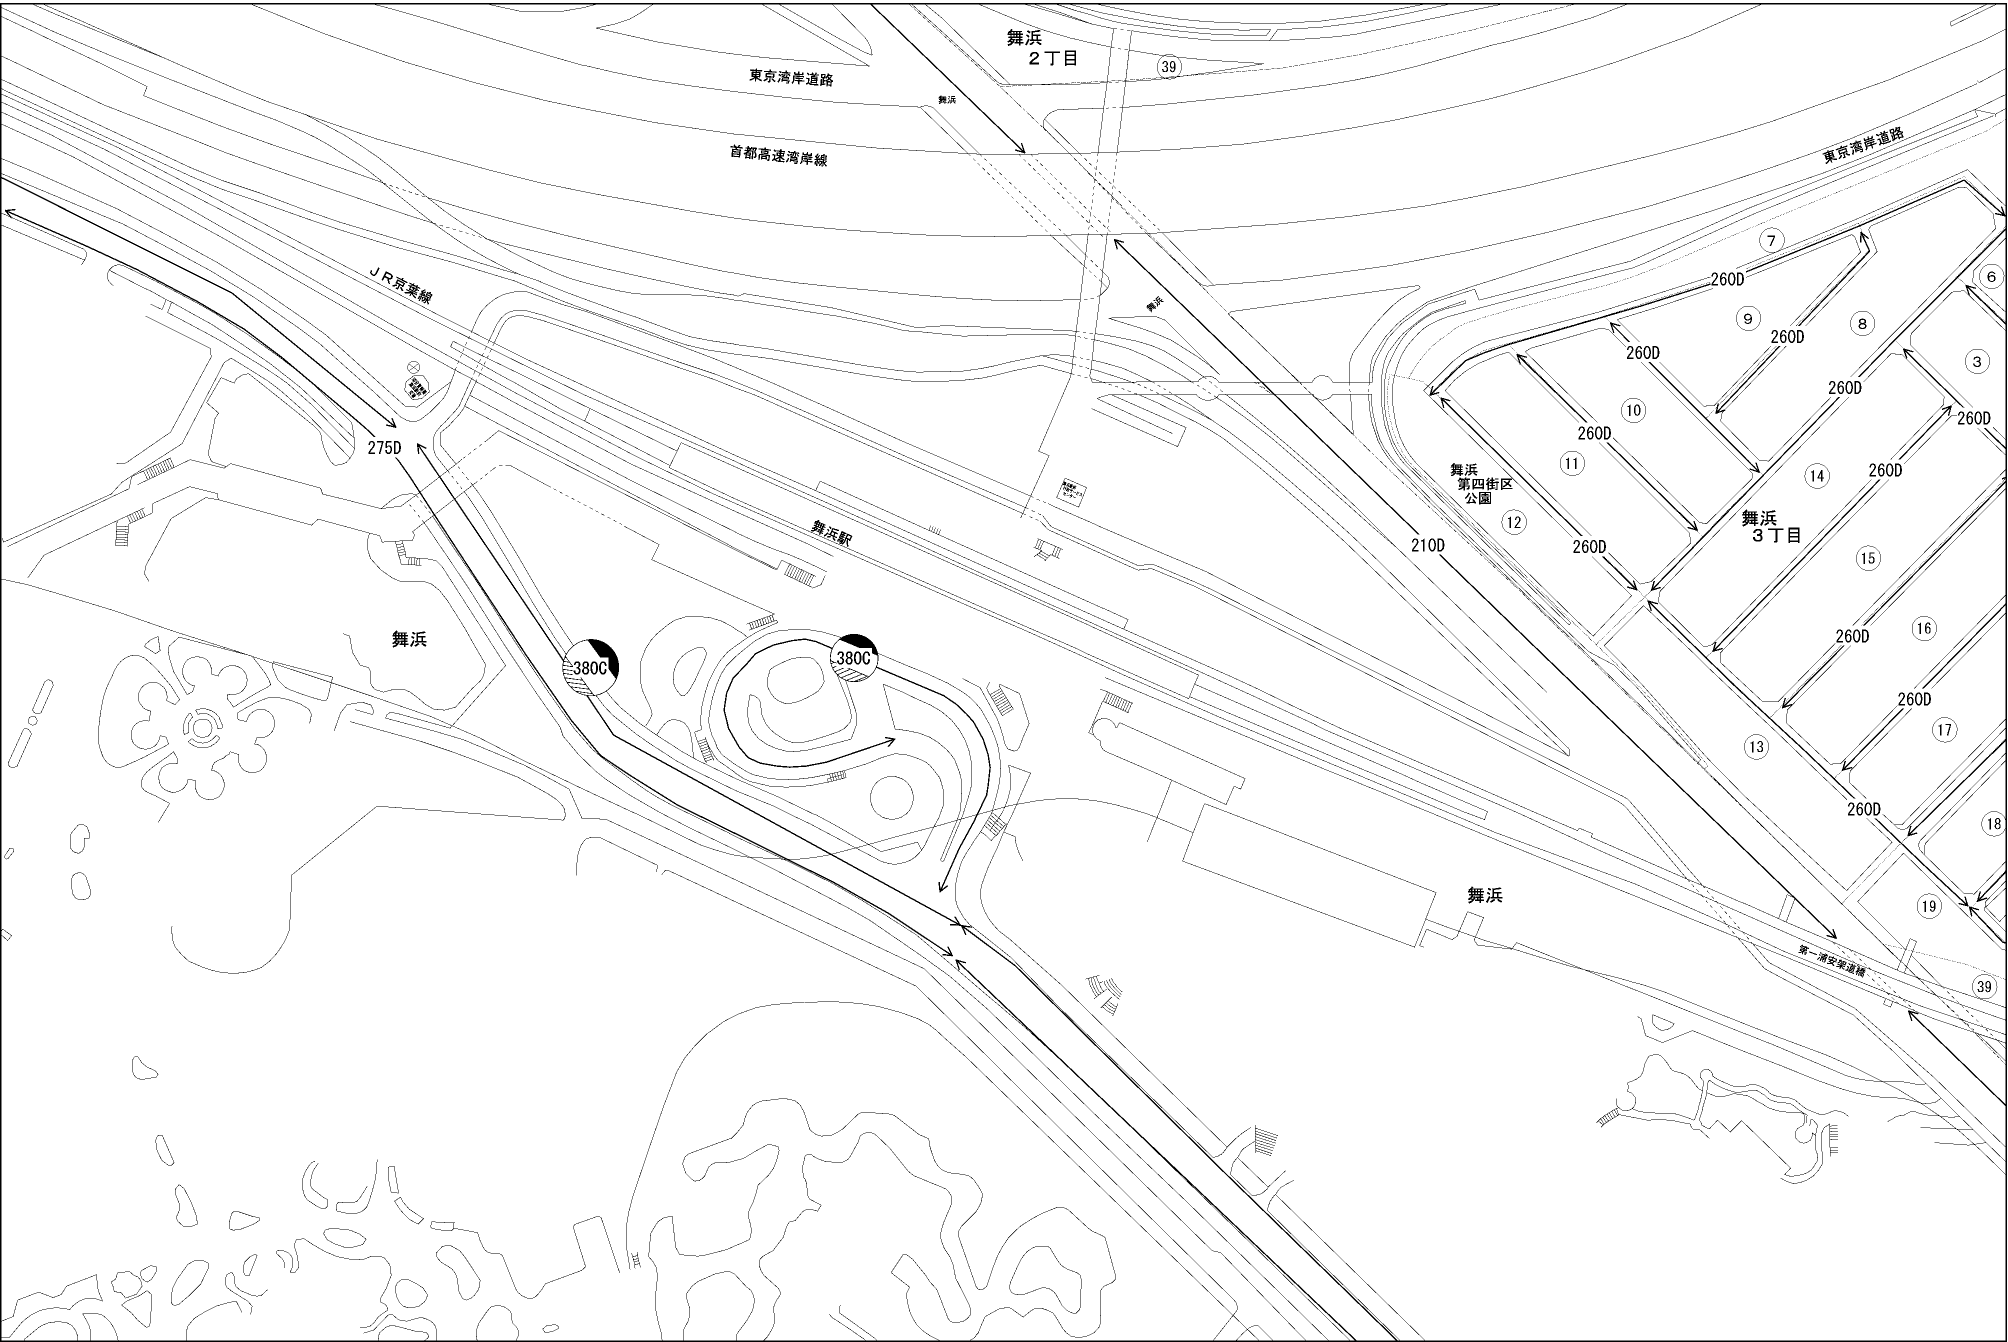 舞浜
２丁目
39
東京湾岸道路
舞浜
首都高速湾岸線
東京湾岸道路
7
6
260D
ＪＲ京葉線
舞浜
9
8
260D
260D
3
260D
10
260D
260D
275D
11
260D
舞浜
第四街区
公園
14
12
舞浜
３丁目
舞浜駅
210D
260D
15
舞浜
16
260D
380C
380C
260D
17
13
260D
18
舞浜
19
第一浦安架道橋
39